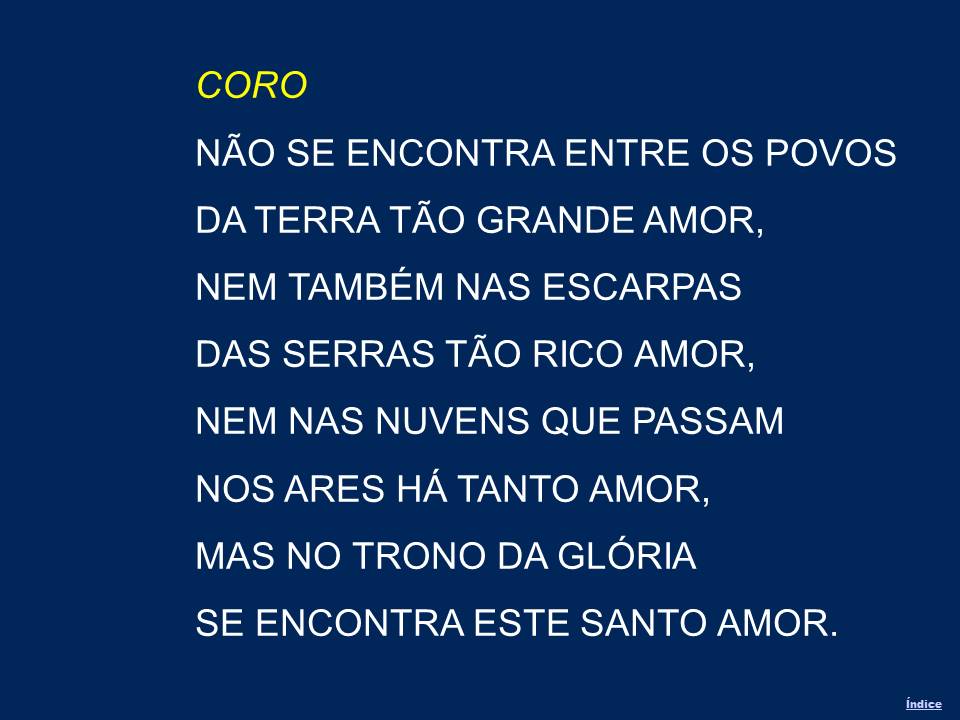 CORO
NÃO SE ENCONTRA ENTRE OS POVOS
DA TERRA TÃO GRANDE AMOR,
NEM TAMBÉM NAS ESCARPAS
DAS SERRAS TÃO RICO AMOR,
NEM NAS NUVENS QUE PASSAM
NOS ARES HÁ TANTO AMOR,
MAS NO TRONO DA GLÓRIA
SE ENCONTRA ESTE SANTO AMOR.
Índice